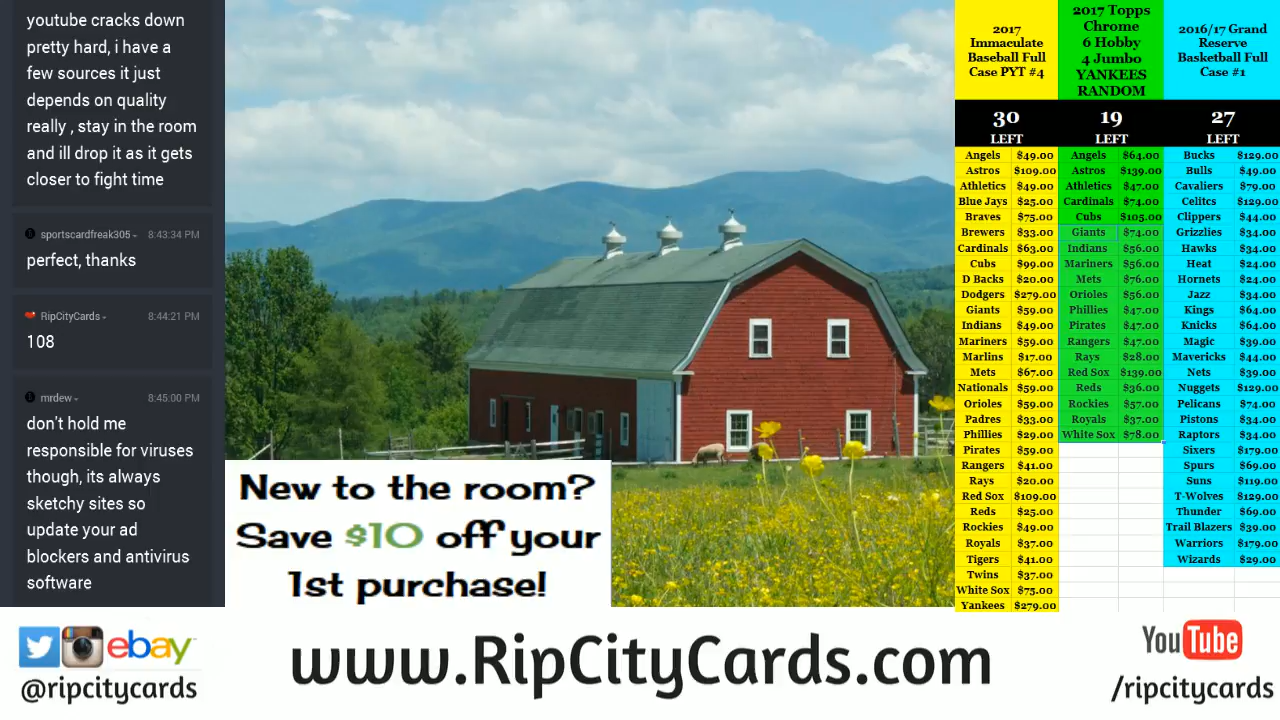 youtube cracks down
pretty hard, i have a
few sources it just
depends on quality
really , stay in the room
and ill drop it as it gets
closer to fight time
sportscardfreak305 8:43:34 PM
perfect, thanks
RipCityCards 8:44:21 PM
108
mrdew 8:45:00 PM
don't hold me
responsible for viruses
though, its always
sketchy sites so
update your ad
blockers and antivirus
software
New to the room?
Save $10 off your
1st purchase!
2017
Immaculate
Baseball Full
Case PYT #4
30
LEFT
Angels $49.00
Astros $109.00
Athletics $49.00
Blue Jays $25.00
Braves $75.00
Brewers $33.00
Cardinals $63.00
Cubs $99.00
D Backs $20.00
Dodgers $279.00
Giants $59.00
Indians $49.00
Mariners $59.00
Marlins $17.00
Mets $67.00
Nationals $59.00
Orioles $59.00
Padres $33.00
Phillies $29.00
Pirates $59.00
Rangers $41.00
Rays $20.00
Red Sox $109.00
Reds $25.00
Rockies $49.00
Royals $37.00
Tigers $41.00
Twins $37.00
White Sox $75.00
Yankees $279.00
2017 Topps
Chrome
6 Hobby
4 Jumbo
YANKEES
RANDOM
19
LEFT
Angels $64.00
Astros $139.00
Athletics $47.00
Cardinals $74.00
Cubs $105.00
Giants $74.00
Indians $56.00
Mariners $56.00
Mets $76.00
Orioles $56.00
Phillies $47.00
Pirates $47.00
Rangers $47.00
Rays $28.00
Red Sox $139.00
Reds $36.00
Rockies $57.00
Royals $37.00
White Sox $78.00
2016/17 Grand
Reserve
Basketball Full
Case #1
27
LEFT
Bucks $129.00
Bulls $49.00
Cavaliers $79.00
Celitcs $129.00
Clippers $44.00
Grizzlies $34.00
Hawks $34.00
Heat $24.00
Hornets $24.00
Jazz $34.00
Kings $64.00
Knicks $64.00
Magic $39.00
Mavericks $44.00
Nets $39.00
Nuggets $129.00
Pelicans $74.00
Pistons $34.00
Raptors $34.00
Sixers $179.00
Spurs $69.00
Suns $119.00
T-Wolves $129.00
Thunder $69.00
Trail Blazers $39.00
Warriors $179.00
Wizards $29.00
ebay
@ripcitycards
www.RipCityCards.com
YouTube
/ripcitycards